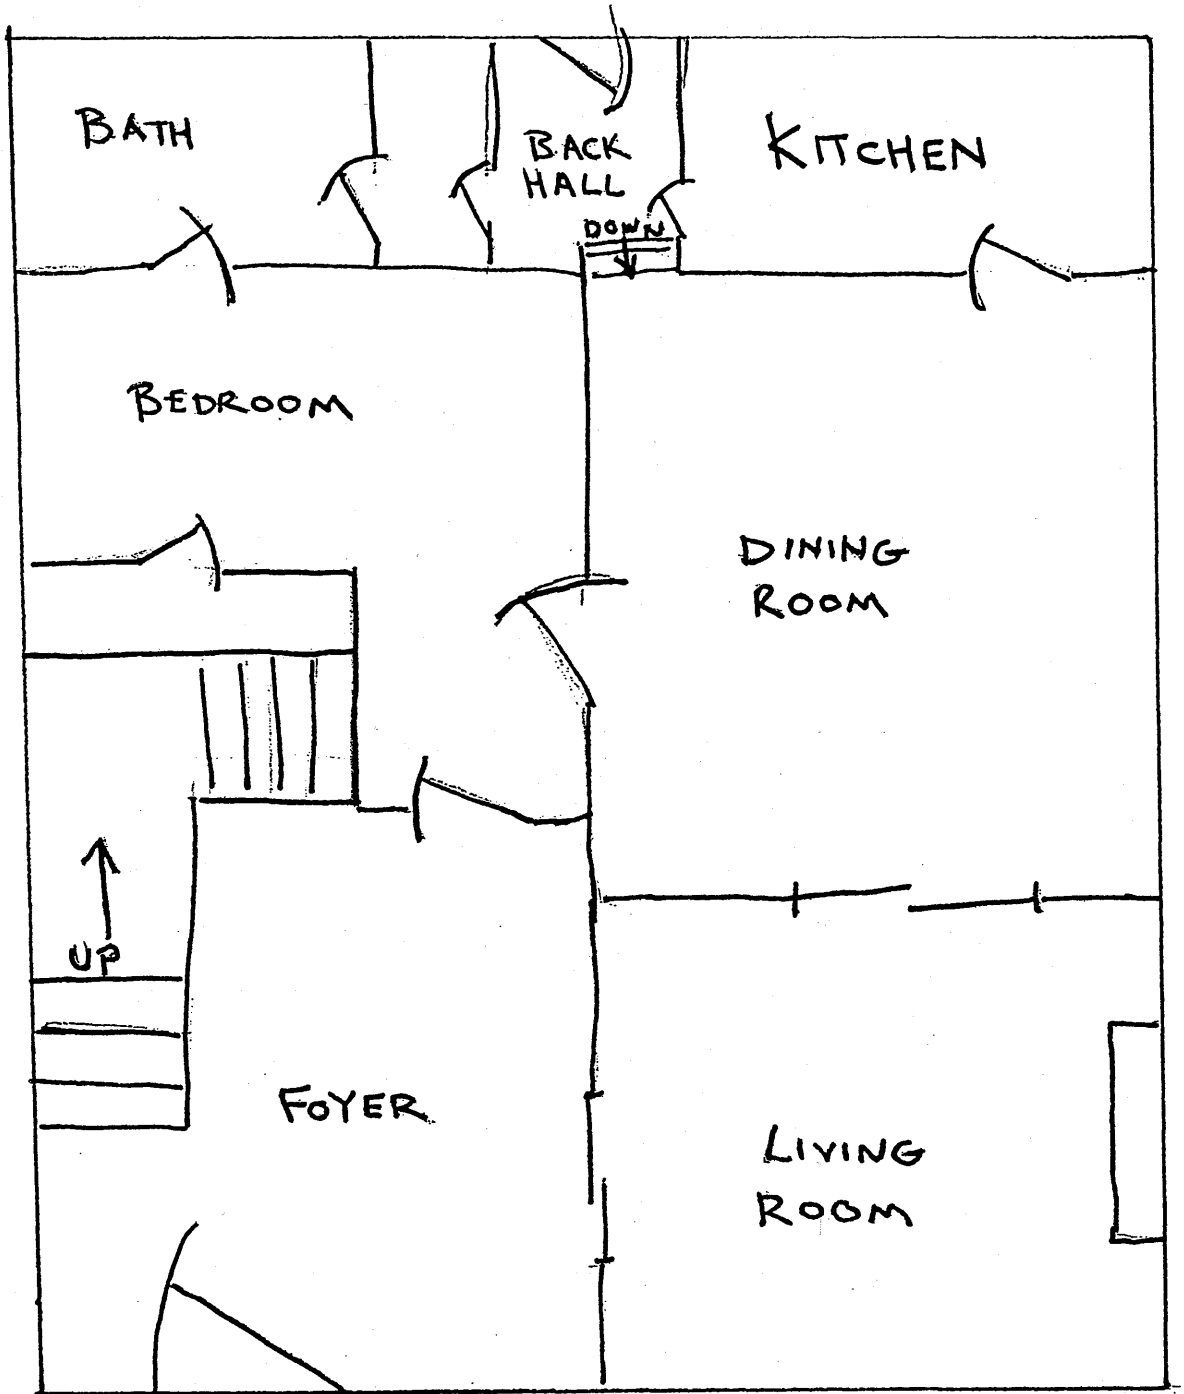 BATH
BACK
HALL
KITCHEN
DOWN
BEDROOM
DINING
ROOM
UP
FOYER
LIVING
ROOM